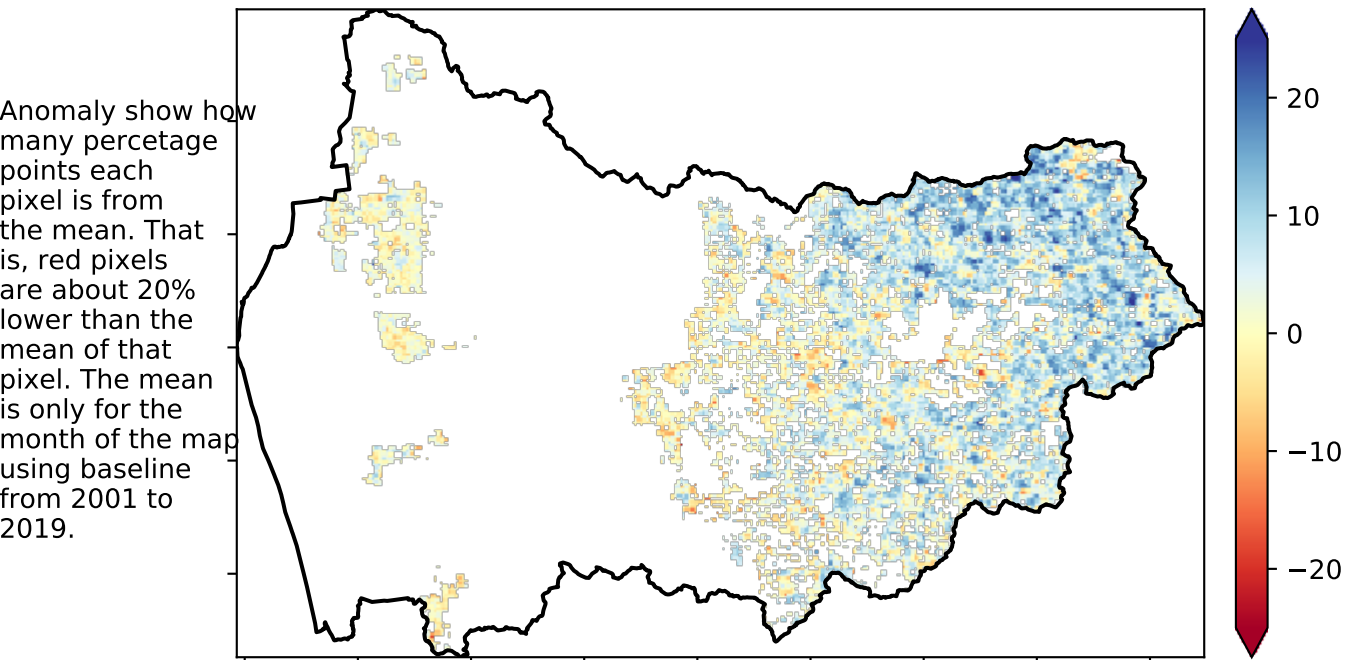 Anomaly show how
many percetage
points each
pixel is from
the mean. That
is, red pixels
are about 20%
lower than the
mean of that
pixel. The mean
is only for the
month of the map
using baseline
from 2001 to
2019.
20
10
0
−10
−20